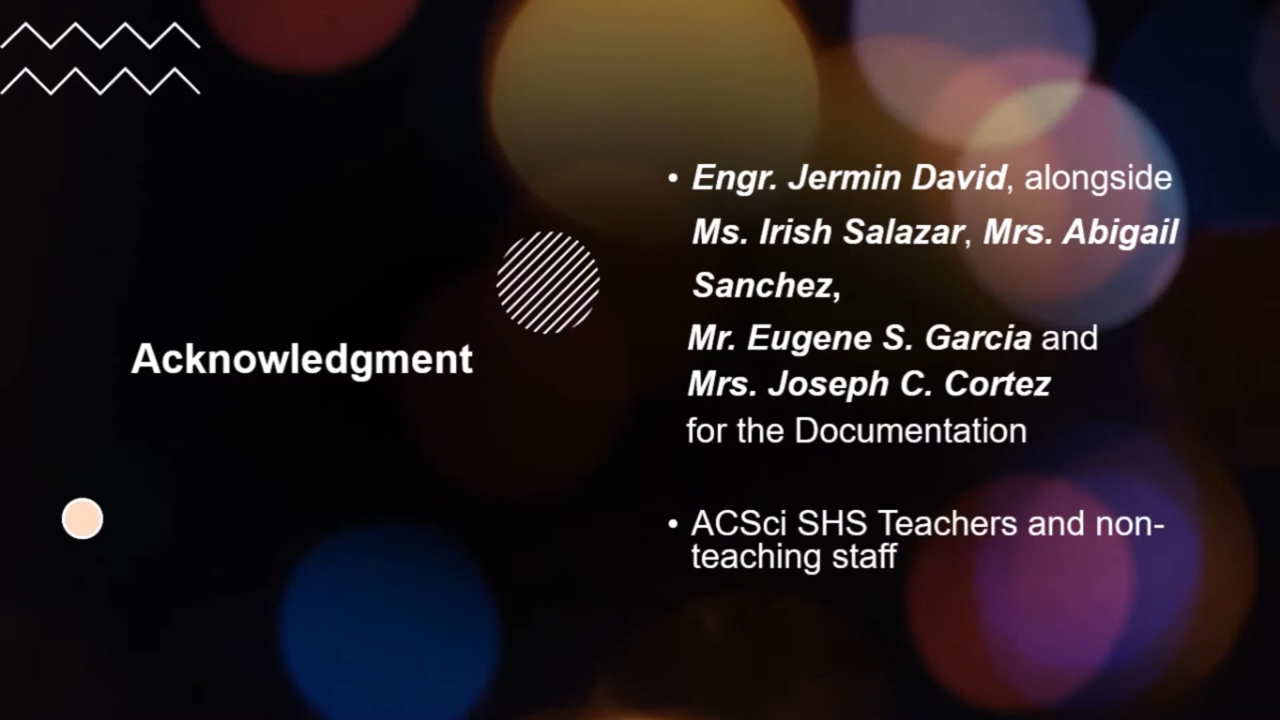 Acknowledgment
• Engr. Jermin David, alongside
Ms. Irish Salazar, Mrs. Abigail
Sanchez,
Mr. Eugene S. Garcia and
Mrs. Joseph C. Cortez
for the Documentation
• ACSci SHS Teachers and non-
teaching staff